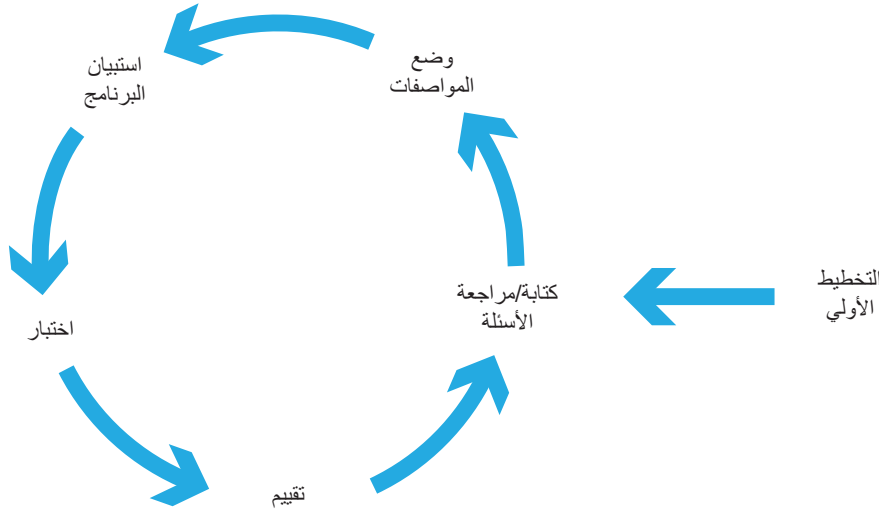 وضع
المواصفات
استبيان
البرنامج
التخطيط
الأولي
كتابة/مراجعة
الأسئلة
اختبار
تقييم